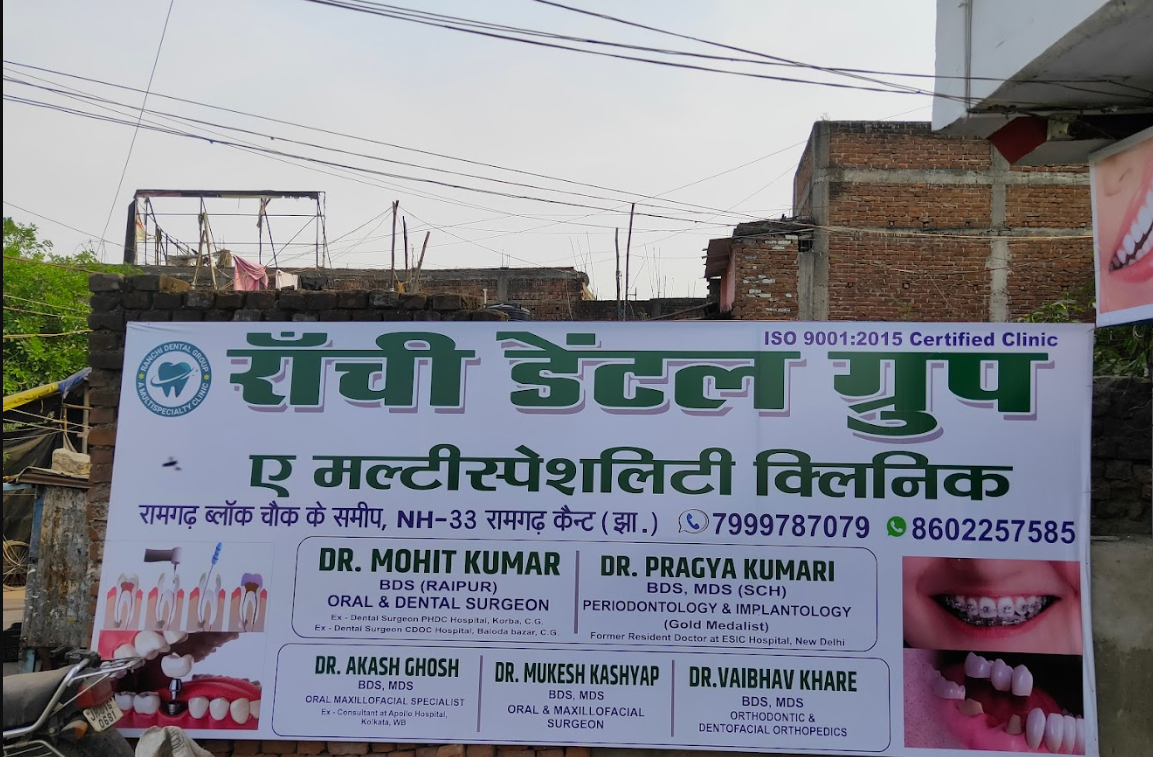 RANCHI DENTAL GROUP
A MULTISPECIALTY CLINIC
ISO 9001:2015 Certified Clinic
राँची डेंटल ग्रुप
ए मल्टीस्पेशलिटी क्लिनिक
रामगढ़ ब्लॉक चौक के समीप, NH-33 रामगढ़ कैन्ट (झा.) 7999787079 8602257585
DR. MOHIT KUMAR
BDS (RAIPUR)
ORAL & DENTAL SURGEON
Ex - Dental Surgeon PHDC Hospital, Korba, C.G.
Ex - Dental Surgeon CDOC Hospital, Baloda bazar, C.G.
DR. PRAGYA KUMARI
BDS, MDS (SCH)
PERIODONTOLOGY & IMPLANTOLOGY
(Gold Medalist)
Former Resident Doctor at ESIC Hospital, New Delhi
DR. AKASH GHOSH
BDS, MDS
ORAL MAXILLOFACIAL SPECIALIST
Ex - Consultant at Apollo Hospital,
Kolkata, WB
DR. MUKESH KASHYAP
BDS, MDS
ORAL & MAXILLOFACIAL
SURGEON
DR.VAIBHAV KHARE
BDS, MDS
ORTHODONTIC &
DENTOFACIAL ORTHOPEDICS